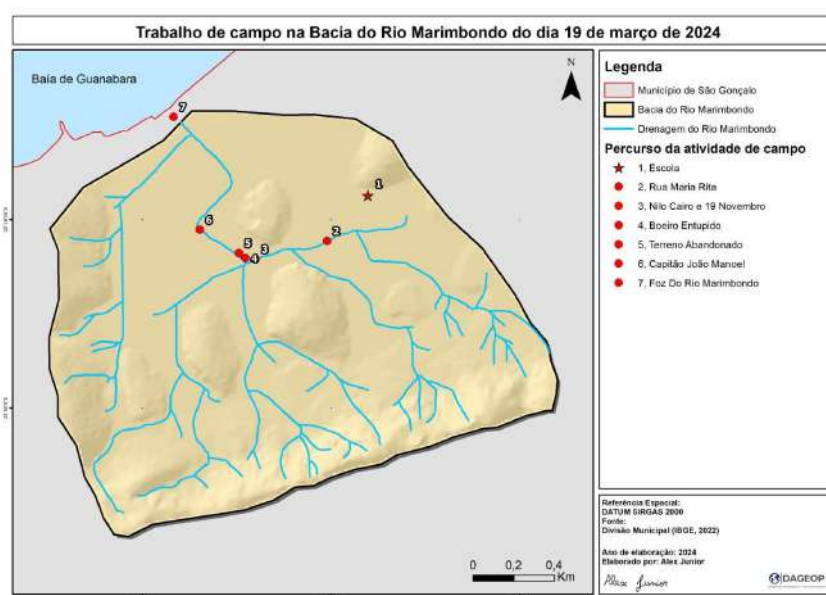 Trabalho de campo na Bacia do Rio Marimbondo do dia 19 de março de 2024
Baía de Guanabara
N
7
1
6
2
5
3
4
0
0,2
0,4
Km
Legenda
Município de São Gonçalo
Bacia do Rio Marimbondo
Drenagem do Rio Marimbondo
Percurso da atividade de campo
1, Escola
2, Rua Maria Rita
3, Nilo Cairo e 19 Novembro
4, Boeiro Entupido
5, Terreno Abandonado
6, Capitão João Manoel
7, Foz Do Rio Marimbondo
Referência Espacial:
DATUM SIRGAS 2000
Fonte:
Divisão Municipal (IBGE, 2022)
Ano de elaboração: 2024
Elaborado por: Alex Junior
Alex Junior
DAGEOP